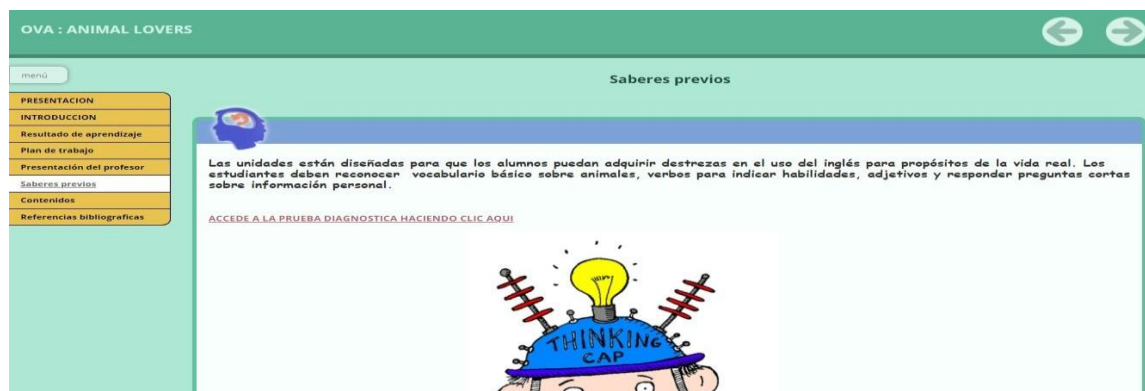 OVA : ANIMAL LOVERS
menú
PRESENTACION
INTRODUCCION
Resultado de aprendizaje
Plan de trabajo
Presentación del profesor
Saberes previos
Contenidos
Referencias bibliograficas
Saberes previos
Las unidades están diseñadas para que los alumnos puedan adquirir destrezas en el uso del inglés para propósitos de la vida real. Los
estudiantes deben reconocer vocabulario básico sobre animales, verbos para indicar habilidades, adjetivos y responder preguntas cortas
sobre información personal.
ACCEDE A LA PRUEBA DIAGNOSTICA HACIENDO CLIC AQUI
THINKING
CAP